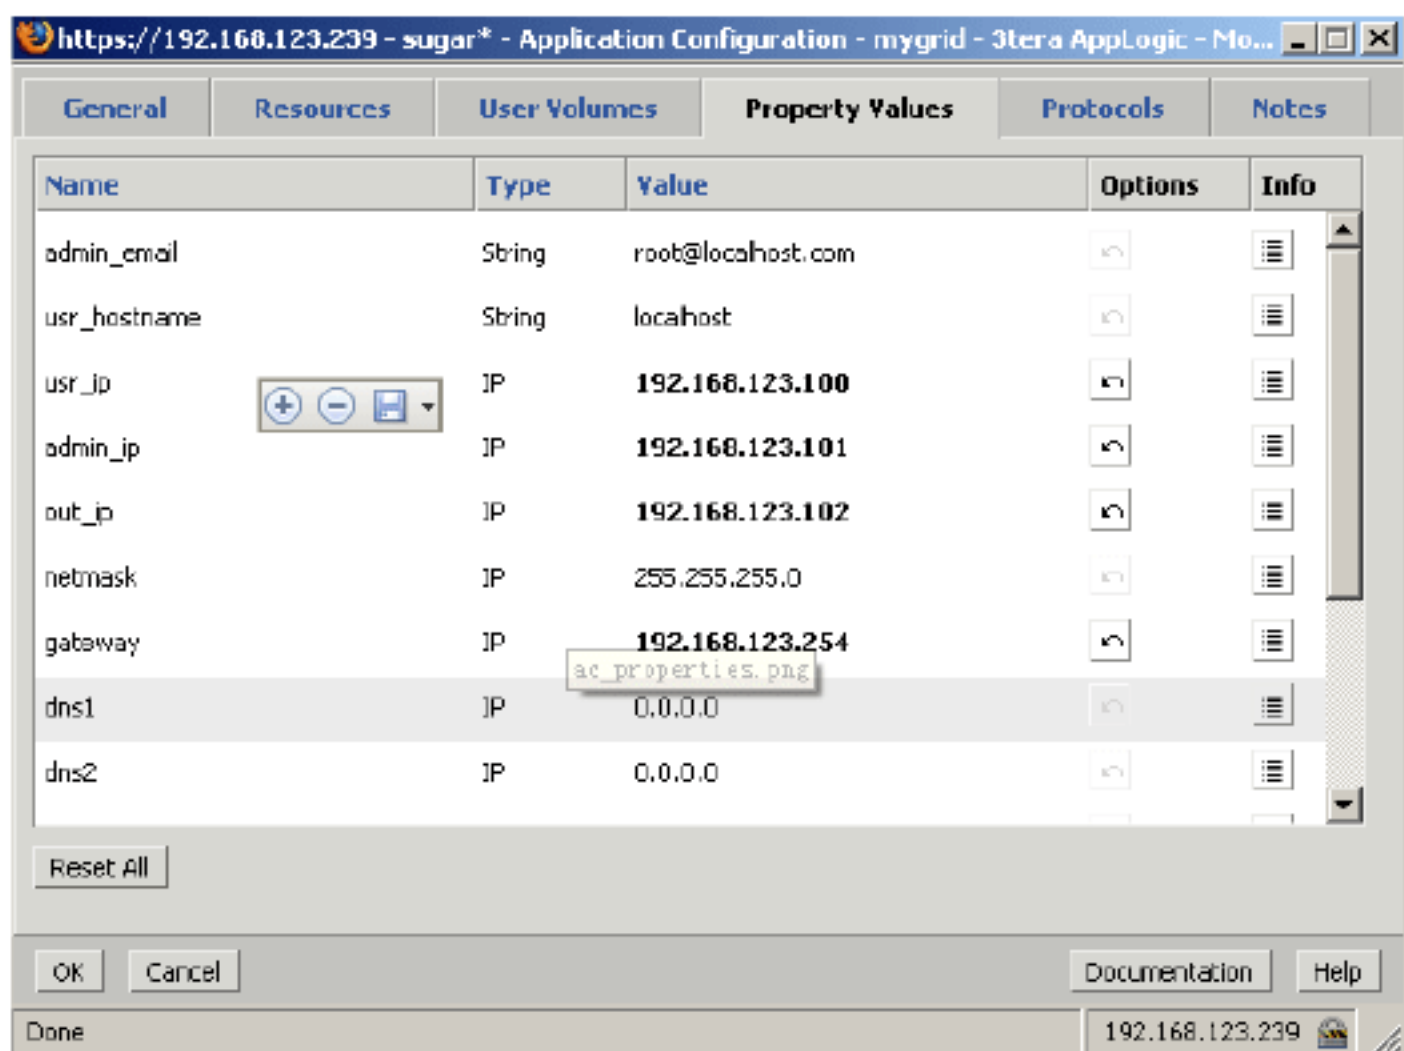 https://192.168.123.239 - sugar* - Application Configuration - mygrid - 3tera AppLogic - Mo...
General Resources User Volumes Property Values Protocols Notes
Name Type Value Options Info
admin_email String root@localhost.com
usr_hostname String localhost
usr_ip IP 192.168.123.100
admin_ip IP 192.168.123.101
out_ip IP 192.168.123.102
netmask IP 255.255.255.0
gateway IP 192.168.123.254
ac_properties.png
dns1 IP 0.0.0.0
dns2 IP 0.0.0.0
Reset All
OK Cancel Documentation Help
Done 192.168.123.239